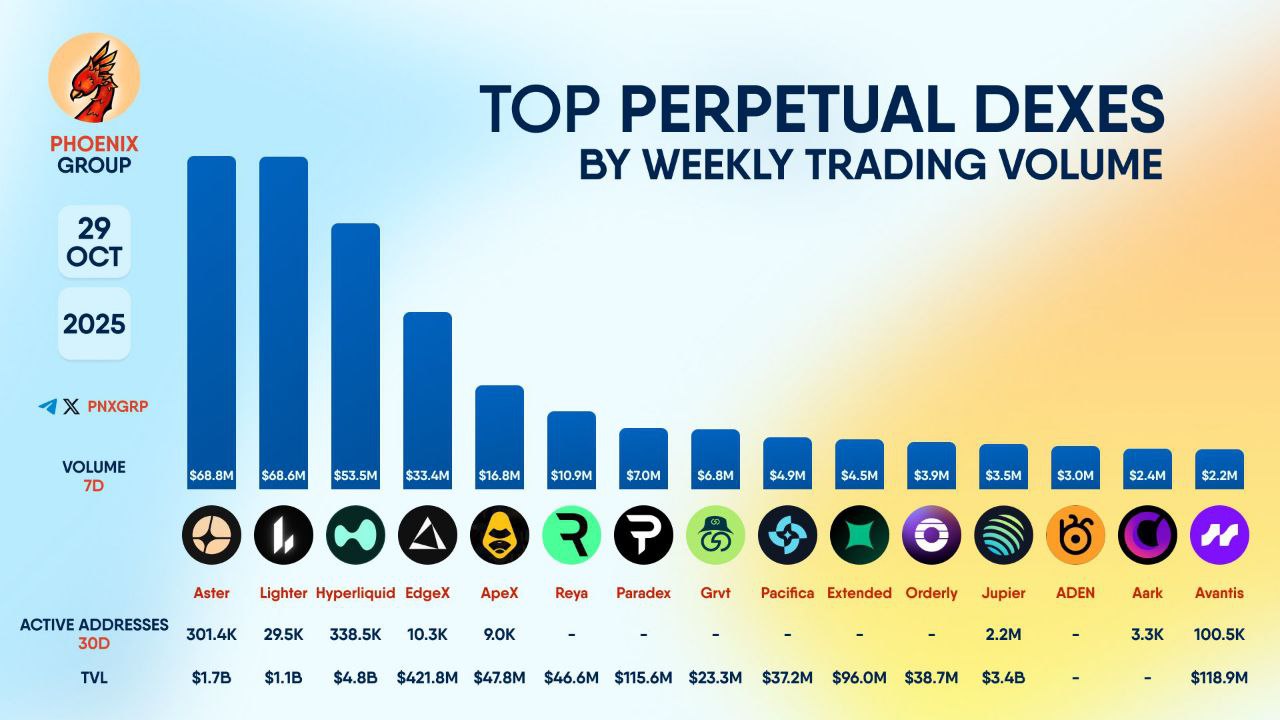 TOP PERPETUAL DEXES
BY WEEKLY TRADING VOLUME
PHOENIX
GROUP
29
OCT
2025
PNXGRP
VOLUME
7D
$68.8M $68.6M $53.5M $33.4M $16.8M $10.9M $7.0M $6.8M $4.9M $4.5M $3.9M $3.5M $3.0M $2.4M $2.2M
Aster Lighter Hyperliquid EdgeX ApeX Reya Paradex Grvt Pacifica Extended Orderly Jupier ADEN Aark Avantis
ACTIVE ADDRESSES
30D
301.4K 29.5K 338.5K 10.3K 9.0K - - - - - - 2.2M - 3.3K 100.5K
TVL $1.7B $1.1B $4.8B $421.8M $47.8M $46.6M $115.6M $23.3M $37.2M $96.0M $38.7M $3.4B - - $118.9M